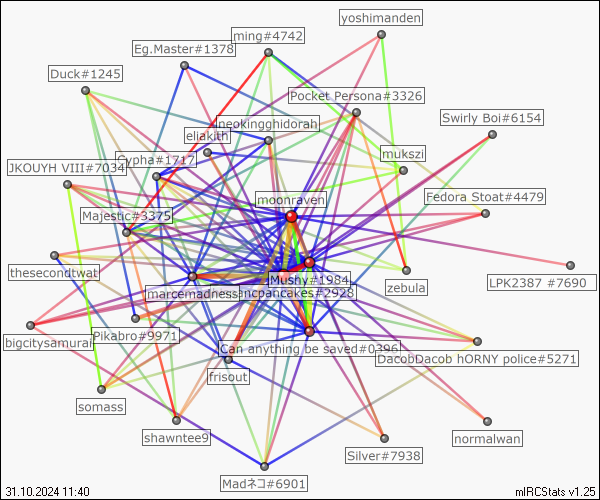 yoshimanden
ming#4742
Eg.Master#1378
Duck#1245
Pocket Persona#3326
Swirly Boi#6154
neokingghidorah
eliakith
mukszi
Cypha#1717
JKOUYH VIII#7034
Fedora Stoat#4479
moonraven
Majestic#3375
thesecondtwat
Mushy#1984
LPK2387 #7690
zebula
marcemadness
ncpancakes#2928
Pikabro#9971
bigcitysamurai
Can anything be saved#0396
DacobDacob hORNY police#5271
frisout
somass
shawntee9
normalwan
Silver#7938
Madネコ#6901
31.10.2024 11:40
mIRCStats v1.25